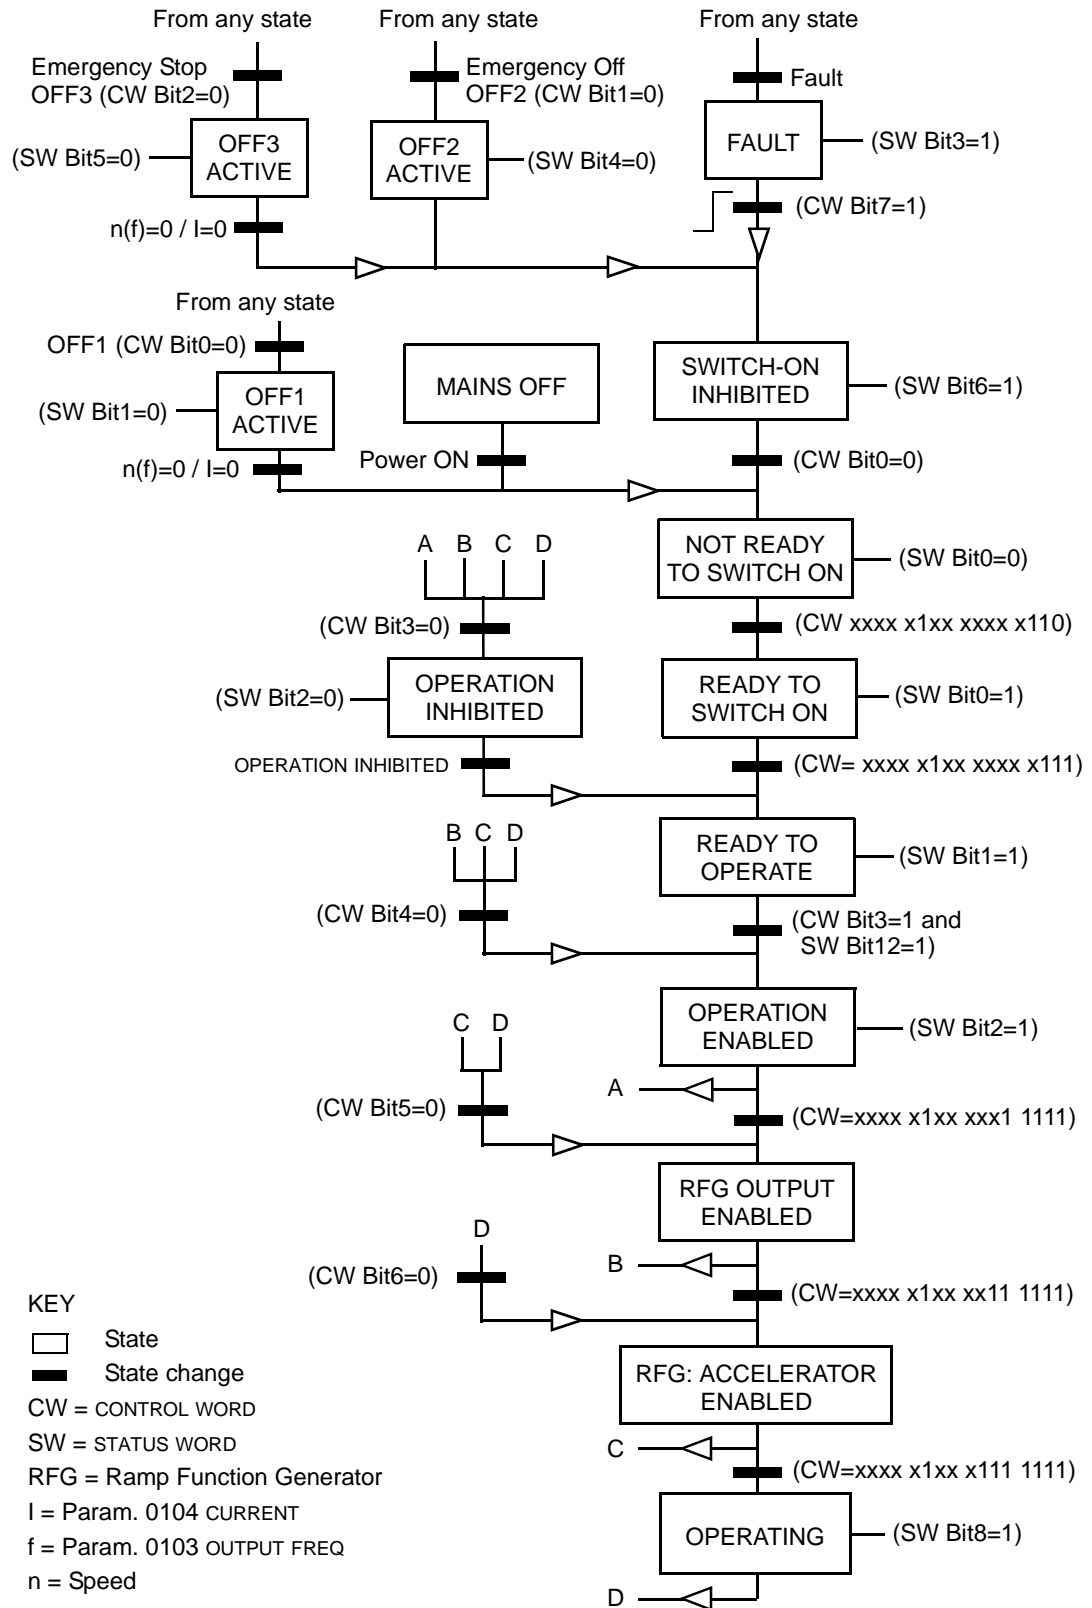 From any state
From any state
From any state
Emergency Stop
OFF3 (CW Bit2=0)
Emergency Off
OFF2 (CW Bit1=0)
Fault
(SW Bit5=0)
OFF3
ACTIVE
OFF2
ACTIVE
(SW Bit4=0)
FAULT
(SW Bit3=1)
n(f)=0 / I=0
(CW Bit7=1)
From any state
OFF1 (CW Bit0=0)
(SW Bit1=0)
OFF1
ACTIVE
MAINS OFF
SWITCH-ON
INHIBITED
(SW Bit6=1)
n(f)=0 / I=0
Power ON
(CW Bit0=0)
A B C D
NOT READY
TO SWITCH ON
(SW Bit0=0)
(CW Bit3=0)
(CW xxxx x1xx xxxx x110)
(SW Bit2=0)
OPERATION
INHIBITED
READY TO
SWITCH ON
(SW Bit0=1)
OPERATION INHIBITED
(CW= xxxx x1xx xxxx x111)
B C D
READY TO
OPERATE
(SW Bit1=1)
(CW Bit4=0)
(CW Bit3=1 and
SW Bit12=1)
C D
OPERATION
ENABLED
(SW Bit2=1)
A
(CW Bit5=0)
(CW=xxxx x1xx xxx1 1111)
RFG OUTPUT
ENABLED
D
B
(CW Bit6=0)
(CW=xxxx x1xx xx11 1111)
RFG: ACCELERATOR
ENABLED
C
(CW=xxxx x1xx x111 1111)
OPERATING
(SW Bit8=1)
D
KEY
State
State change
CW = CONTROL WORD
SW = STATUS WORD
RFG = Ramp Function Generator
I = Param. 0104 CURRENT
f = Param. 0103 OUTPUT FREQ
n = Speed